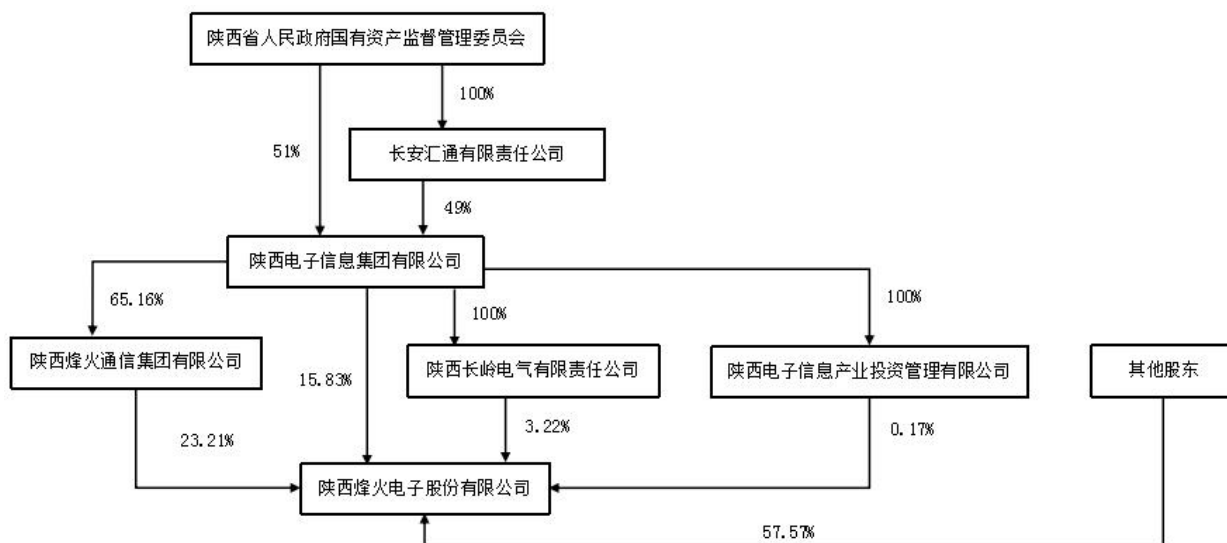 陕西省人民政府国有资产监督管理委员会
100%
长安汇通有限责任公司
51%
49%
陕西电子信息集团有限公司
65.16%
100%
100%
陕西烽火通信集团有限公司
陕西长岭电气有限责任公司
陕西电子信息产业投资管理有限公司
其他股东
15.83%
23.21%
3.22%
0.17%
陕西烽火电子股份有限公司
57.57%